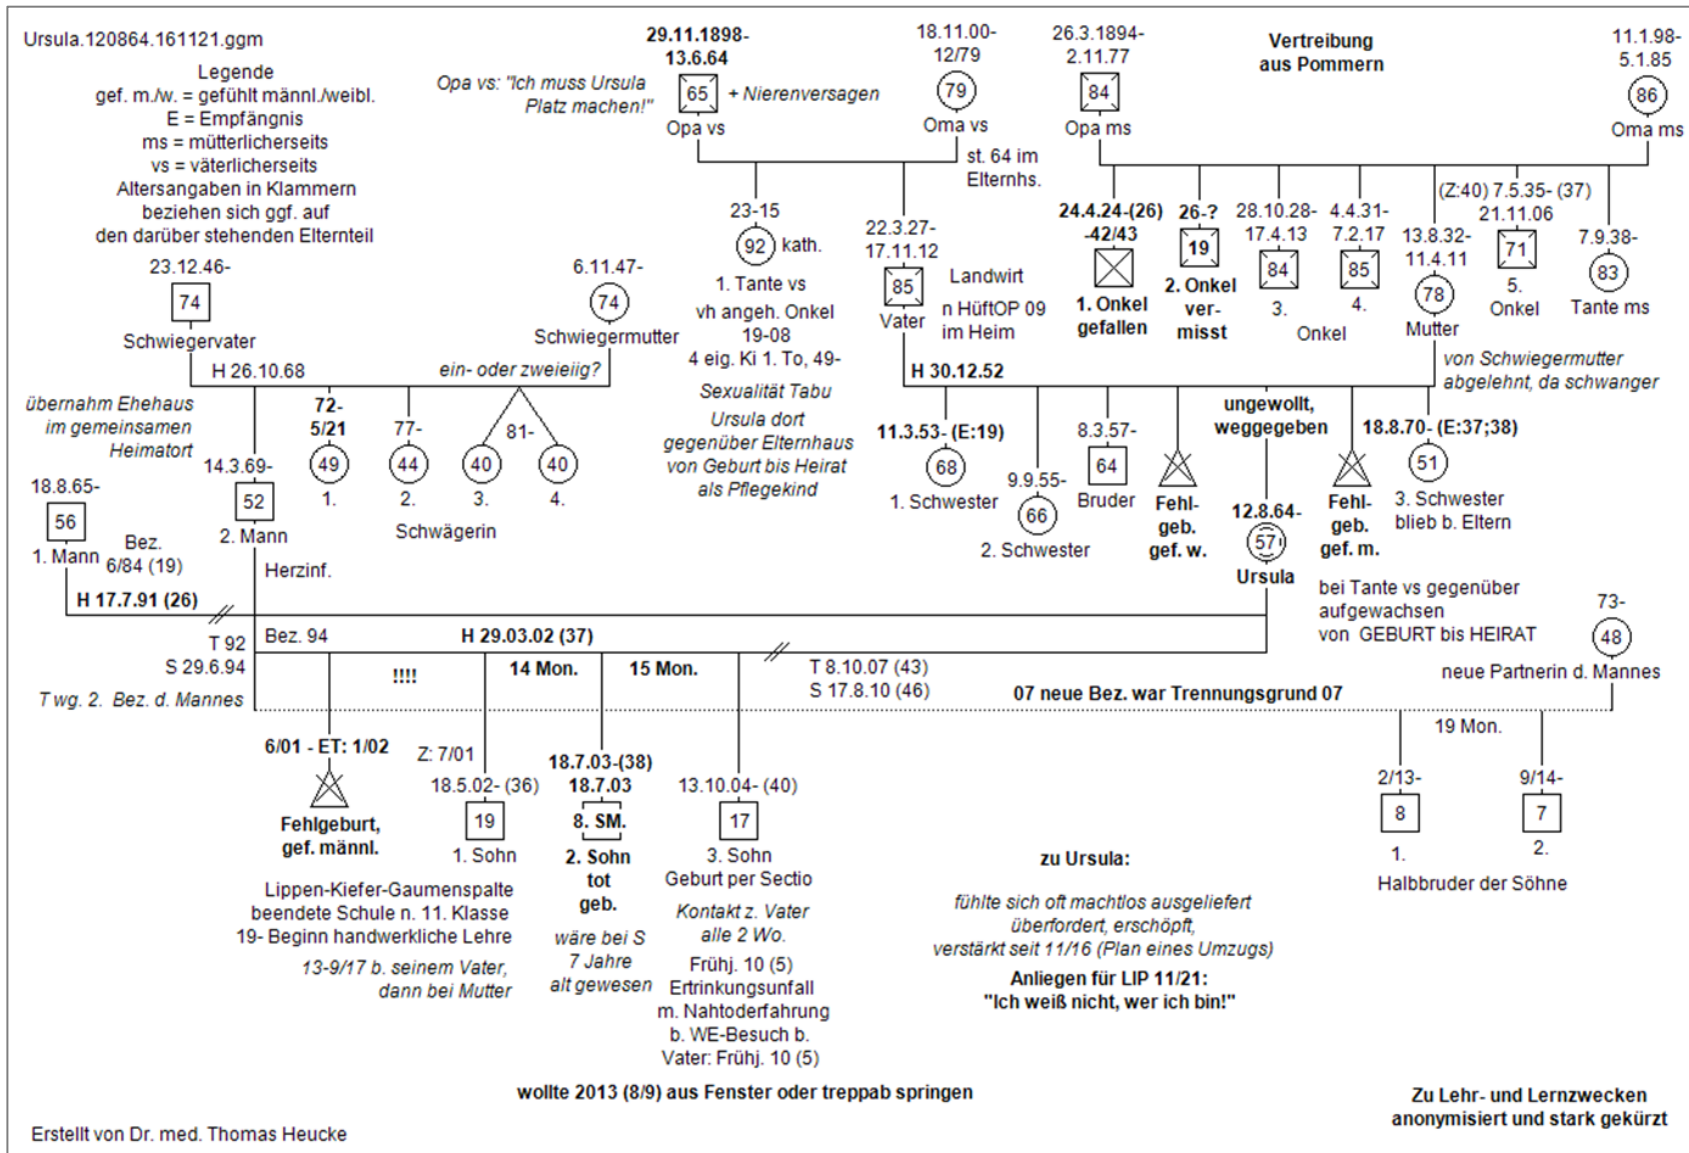 Ursula.120864.161121.ggm
Legende
gef. m./w. = gefühlt männl./weibl.
E = Empfängnis
ms = mütterlicherseits
vs = väterlicherseits
Altersangaben in Klammern
beziehen sich ggf. auf
den darüber stehenden Elternteil
Opa vs: "Ich muss Ursula
Platz machen!"
29.11.1898-
13.6.64
65
+ Nierenversagen
Opa vs
18.11.00-
12/79
79
Oma vs
st. 64 im
Elternhs.
26.3.1894-
2.11.77
84
Opa ms
Vertreibung
aus Pommern
11.1.98-
5.1.85
86
Oma ms
23-15
92
kath.
1. Tante vs
vh angeh. Onkel
19-08
4 eig. Ki 1. To, 49-
Sexualität Tabu
Ursula dort
gegenüber Elternhaus
von Geburt bis Heirat
als Pflegekind
22.3.27-
17.11.12
85
Vater
Landwirt
n HüftOP 09
im Heim
24.4.24-(26)
-42/43
1. Onkel
gefallen
26-?
19
2. Onkel
ver-
misst
28.10.28-
17.4.13
84
3.
4.4.31-
7.2.17
85
4.
Onkel
13.8.32-
11.4.11
78
Mutter
(Z:40) 7.5.35- (37)
21.11.06
71
5.
Onkel
7.9.38-
83
Tante ms
von Schwiegermutter
abgelehnt, da schwanger
23.12.46-
74
Schwiegervater
6.11.47-
74
Schwiegermutter
H 26.10.68
ein- oder zweieiig?
übernahm Ehehaus
im gemeinsamen
Heimatort
14.3.69-
52
2. Mann
Herzinf.
72-
5/21
49
1.
77-
44
2.
81-
40
3.
40
4.
Schwägerin
18.8.65-
56
1. Mann
Bez.
6/84 (19)
H 17.7.91 (26)
H 30.12.52
11.3.53- (E:19)
68
1. Schwester
9.9.55-
66
2. Schwester
8.3.57-
64
Bruder
Fehl-
geb.
gef. w.
ungewollt,
weggegeben
12.8.64-
57
Ursula
Fehl-
geb.
gef. m.
18.8.70- (E:37;38)
51
3. Schwester
blieb b. Eltern
bei Tante vs gegenüber
aufgewachsen
von GEBURT bis HEIRAT
73-
48
neue Partnerin d. Mannes
T 92
S 29.6.94
T wg. 2. Bez. d. Mannes
Bez. 94
H 29.03.02 (37)
!!!!
14 Mon.
15 Mon.
T 8.10.07 (43)
S 17.8.10 (46)
07 neue Bez. war Trennungsgrund 07
19 Mon.
6/01 - ET: 1/02
Fehlgeburt,
gef. männl.
Z: 7/01
18.5.02- (36)
19
1. Sohn
Lippen-Kiefer-Gaumenspalte
beendete Schule n. 11. Klasse
19- Beginn handwerkliche Lehre
13-9/17 b. seinem Vater,
dann bei Mutter
18.7.03-(38)
18.7.03
8. SM.
2. Sohn
tot
geb.
wäre bei S
7 Jahre
alt gewesen
13.10.04- (40)
17
3. Sohn
Geburt per Sectio
Kontakt z. Vater
alle 2 Wo.
Frühj. 10 (5)
Ertrinkungsunfall
m. Nahtoderfahrung
b. WE-Besuch b.
Vater: Frühj. 10 (5)
wollte 2013 (8/9) aus Fenster oder treppab springen
zu Ursula:
fühlte sich oft machtlos ausgeliefert
überfordert, erschöpft,
verstärkt seit 11/16 (Plan eines Umzugs)
Anliegen für LIP 11/21:
"Ich weiß nicht, wer ich bin!"
2/13-
8
1.
9/14-
7
2.
Halbbruder der Söhne
Erstellt von Dr. med. Thomas Heucke
Zu Lehr- und Lernzwecken
anonymisiert und stark gekürzt